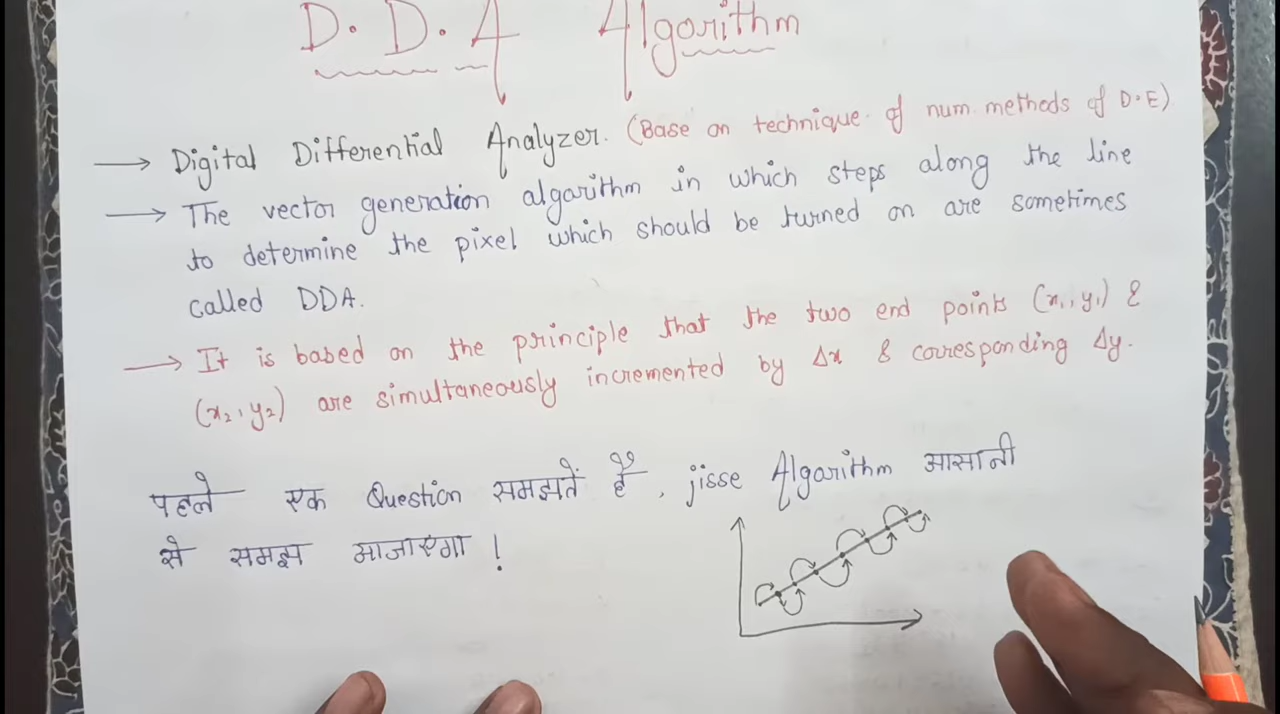 D. D. A Algorithm
→ Digital Differential Analyzer. (Base on technique of num. methods of D.E)
→ The vector generation algorithm in which steps along the line
to determine the pixel which should be turned on are sometimes
called DDA.
→ It is based on the principle that the two end points (x₁, y₁) &
(x₂, y₂) are simultaneously incremented by Δx & corresponding Δy.
पहले एक Question समझतें हैं, jisse Algorithm आसानी
से समझ आजाएगा !